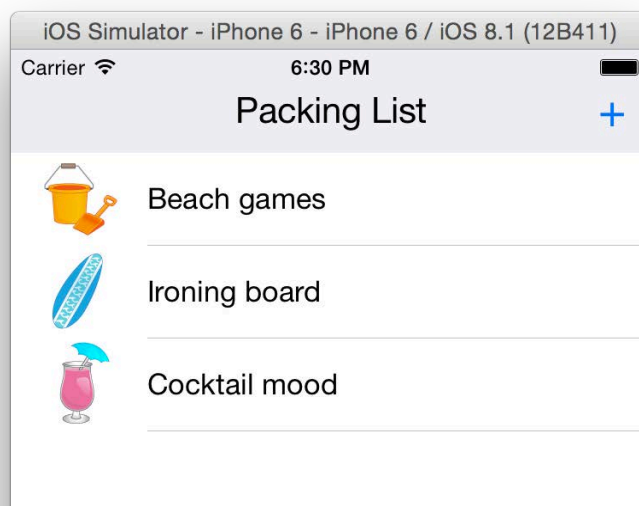 iOS Simulator - iPhone 6 - iPhone 6 / iOS 8.1 (12B411)
Carrier 6:30 PM
Packing List +
Beach games
Ironing board
Cocktail mood